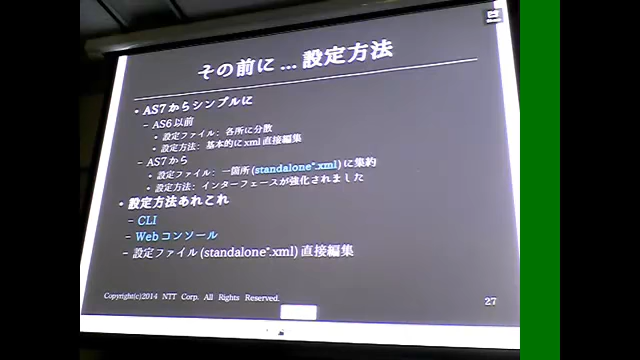 その前に ... 設定方法
• AS7からシンプルに
– AS6以前
• 設定ファイル: 各所に分散
• 設定方法: 基本的にxml直接編集
– AS7から
• 設定ファイル: 一箇所(standalone*.xml)に集約
• 設定方法: インターフェースが強化されました
• 設定方法あれこれ
– CLI
– Webコンソール
– 設定ファイル(standalone*.xml)直接編集
Copyright(c)2014 NTT Corp. All Rights Reserved.
27